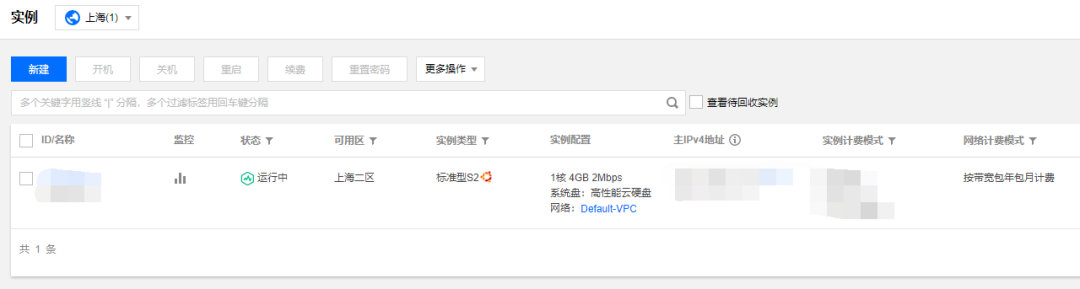 实例 上海(1)
新建 开机 关机 重启 续费 重置密码 更多操作
多个关键字用竖线 "|" 分隔，多个过滤标签用回车键分隔 查看待回收实例
ID/名称 监控 状态 可用区 实例类型 实例配置 主IPv4地址 实例计费模式 网络计费模式
运行中 上海二区 标准型S2 1核 4GB 2Mbps 按带宽包年包月计费
系统盘：高性能云硬盘
网络：Default-VPC
共 1 条